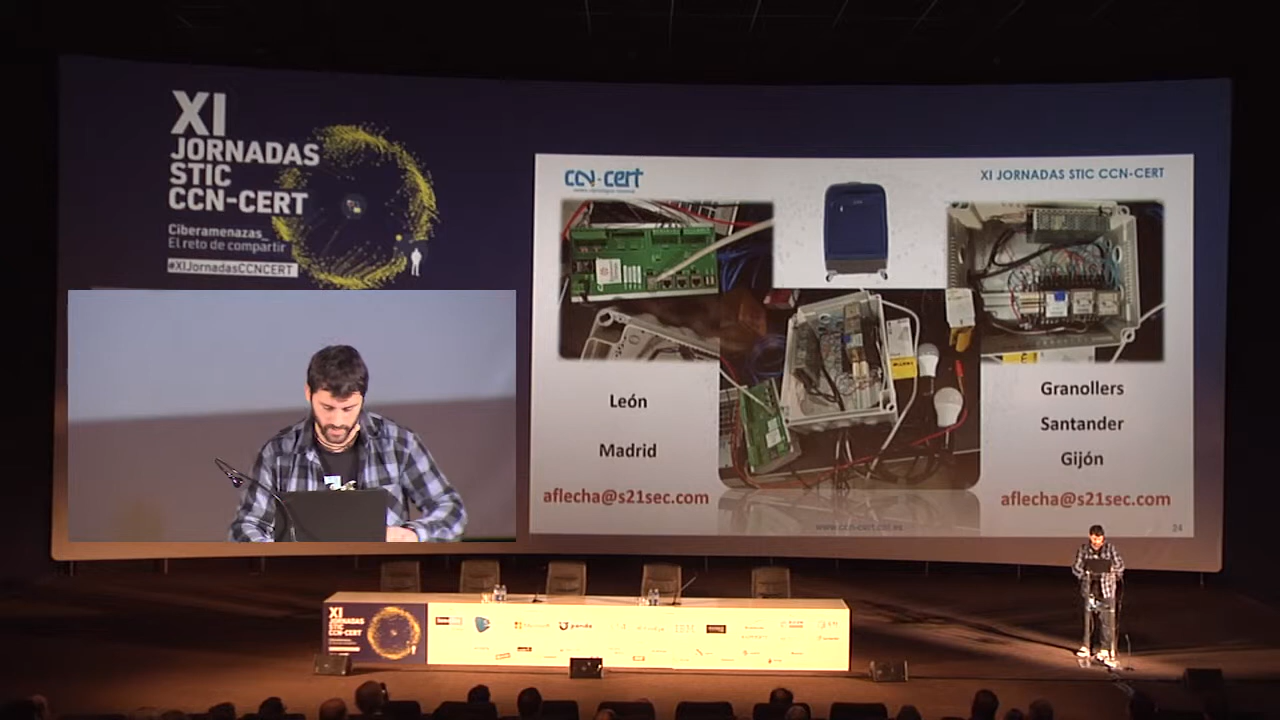 XI
JORNADAS
STIC
CCN-CERT
Ciberamenazas_
El reto de compartir
#XIJornadasCCNCERT
ccn-cert
XI JORNADAS STIC CCN-CERT
León
Madrid
aflecha@s21sec.com
Granollers
Santander
Gijón
aflecha@s21sec.com
www.ccn-cert.cni.es
24
XI
JORNADAS
STIC
CCN-CERT
Microsoft
panda
IBM